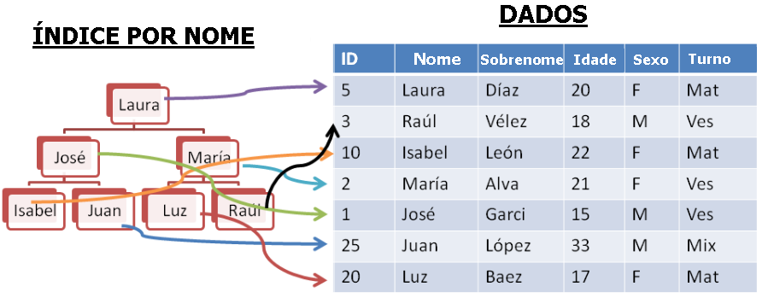 ÍNDICE POR NOME
Laura
José María
Isabel Juan Luz Raúl
DADOS
ID Nome Sobrenome Idade Sexo Turno
5 Laura Díaz 20 F Mat
3 Raúl Vélez 18 M Ves
10 Isabel León 22 F Mat
2 María Alva 21 F Ves
1 José Garci 15 M Ves
25 Juan López 33 M Mix
20 Luz Baez 17 F Mat